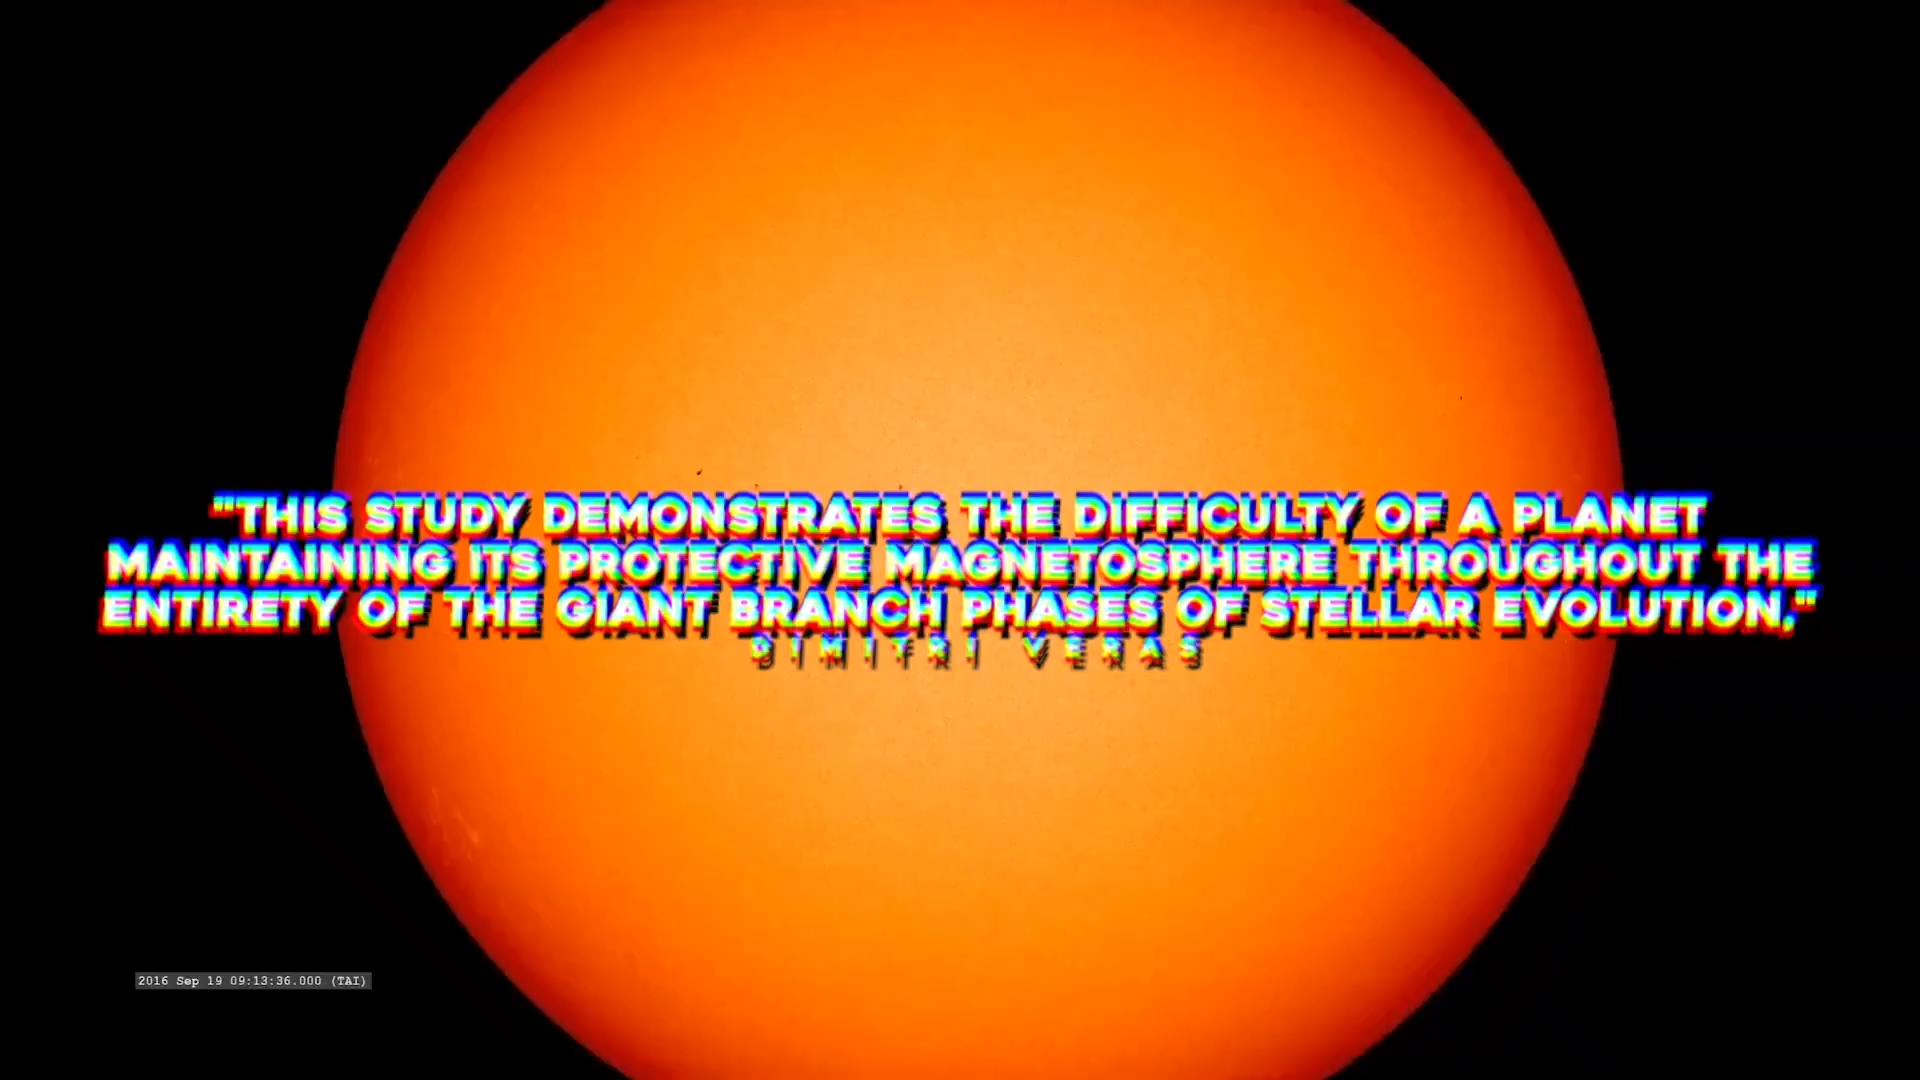 "THIS STUDY DEMONSTRATES THE DIFFICULTY OF A PLANET
MAINTAINING ITS PROTECTIVE MAGNETOSPHERE THROUGHOUT THE
ENTIRETY OF THE GIANT BRANCH PHASES OF STELLAR EVOLUTION,"
DIMITRI VERAS
2016 Sep 19 09:13:36.000 (TAI)